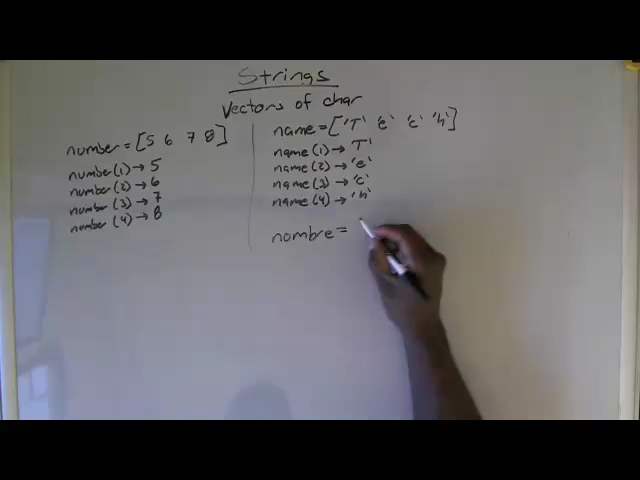 Strings
Vectors of char
number = [5 6 7 8]
number(1) → 5
number(2) → 6
number(3) → 7
number(4) → 8
name = ['T' 'e' 'c' 'h']
name(1) → 'T'
name(2) → 'e'
name(3) → 'c'
name(4) → 'h'
nombre = '